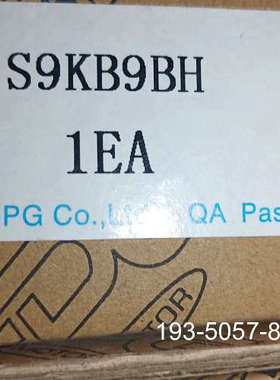 S9KB9BH
1EA
PG Co., QA Pas
193-5057-8